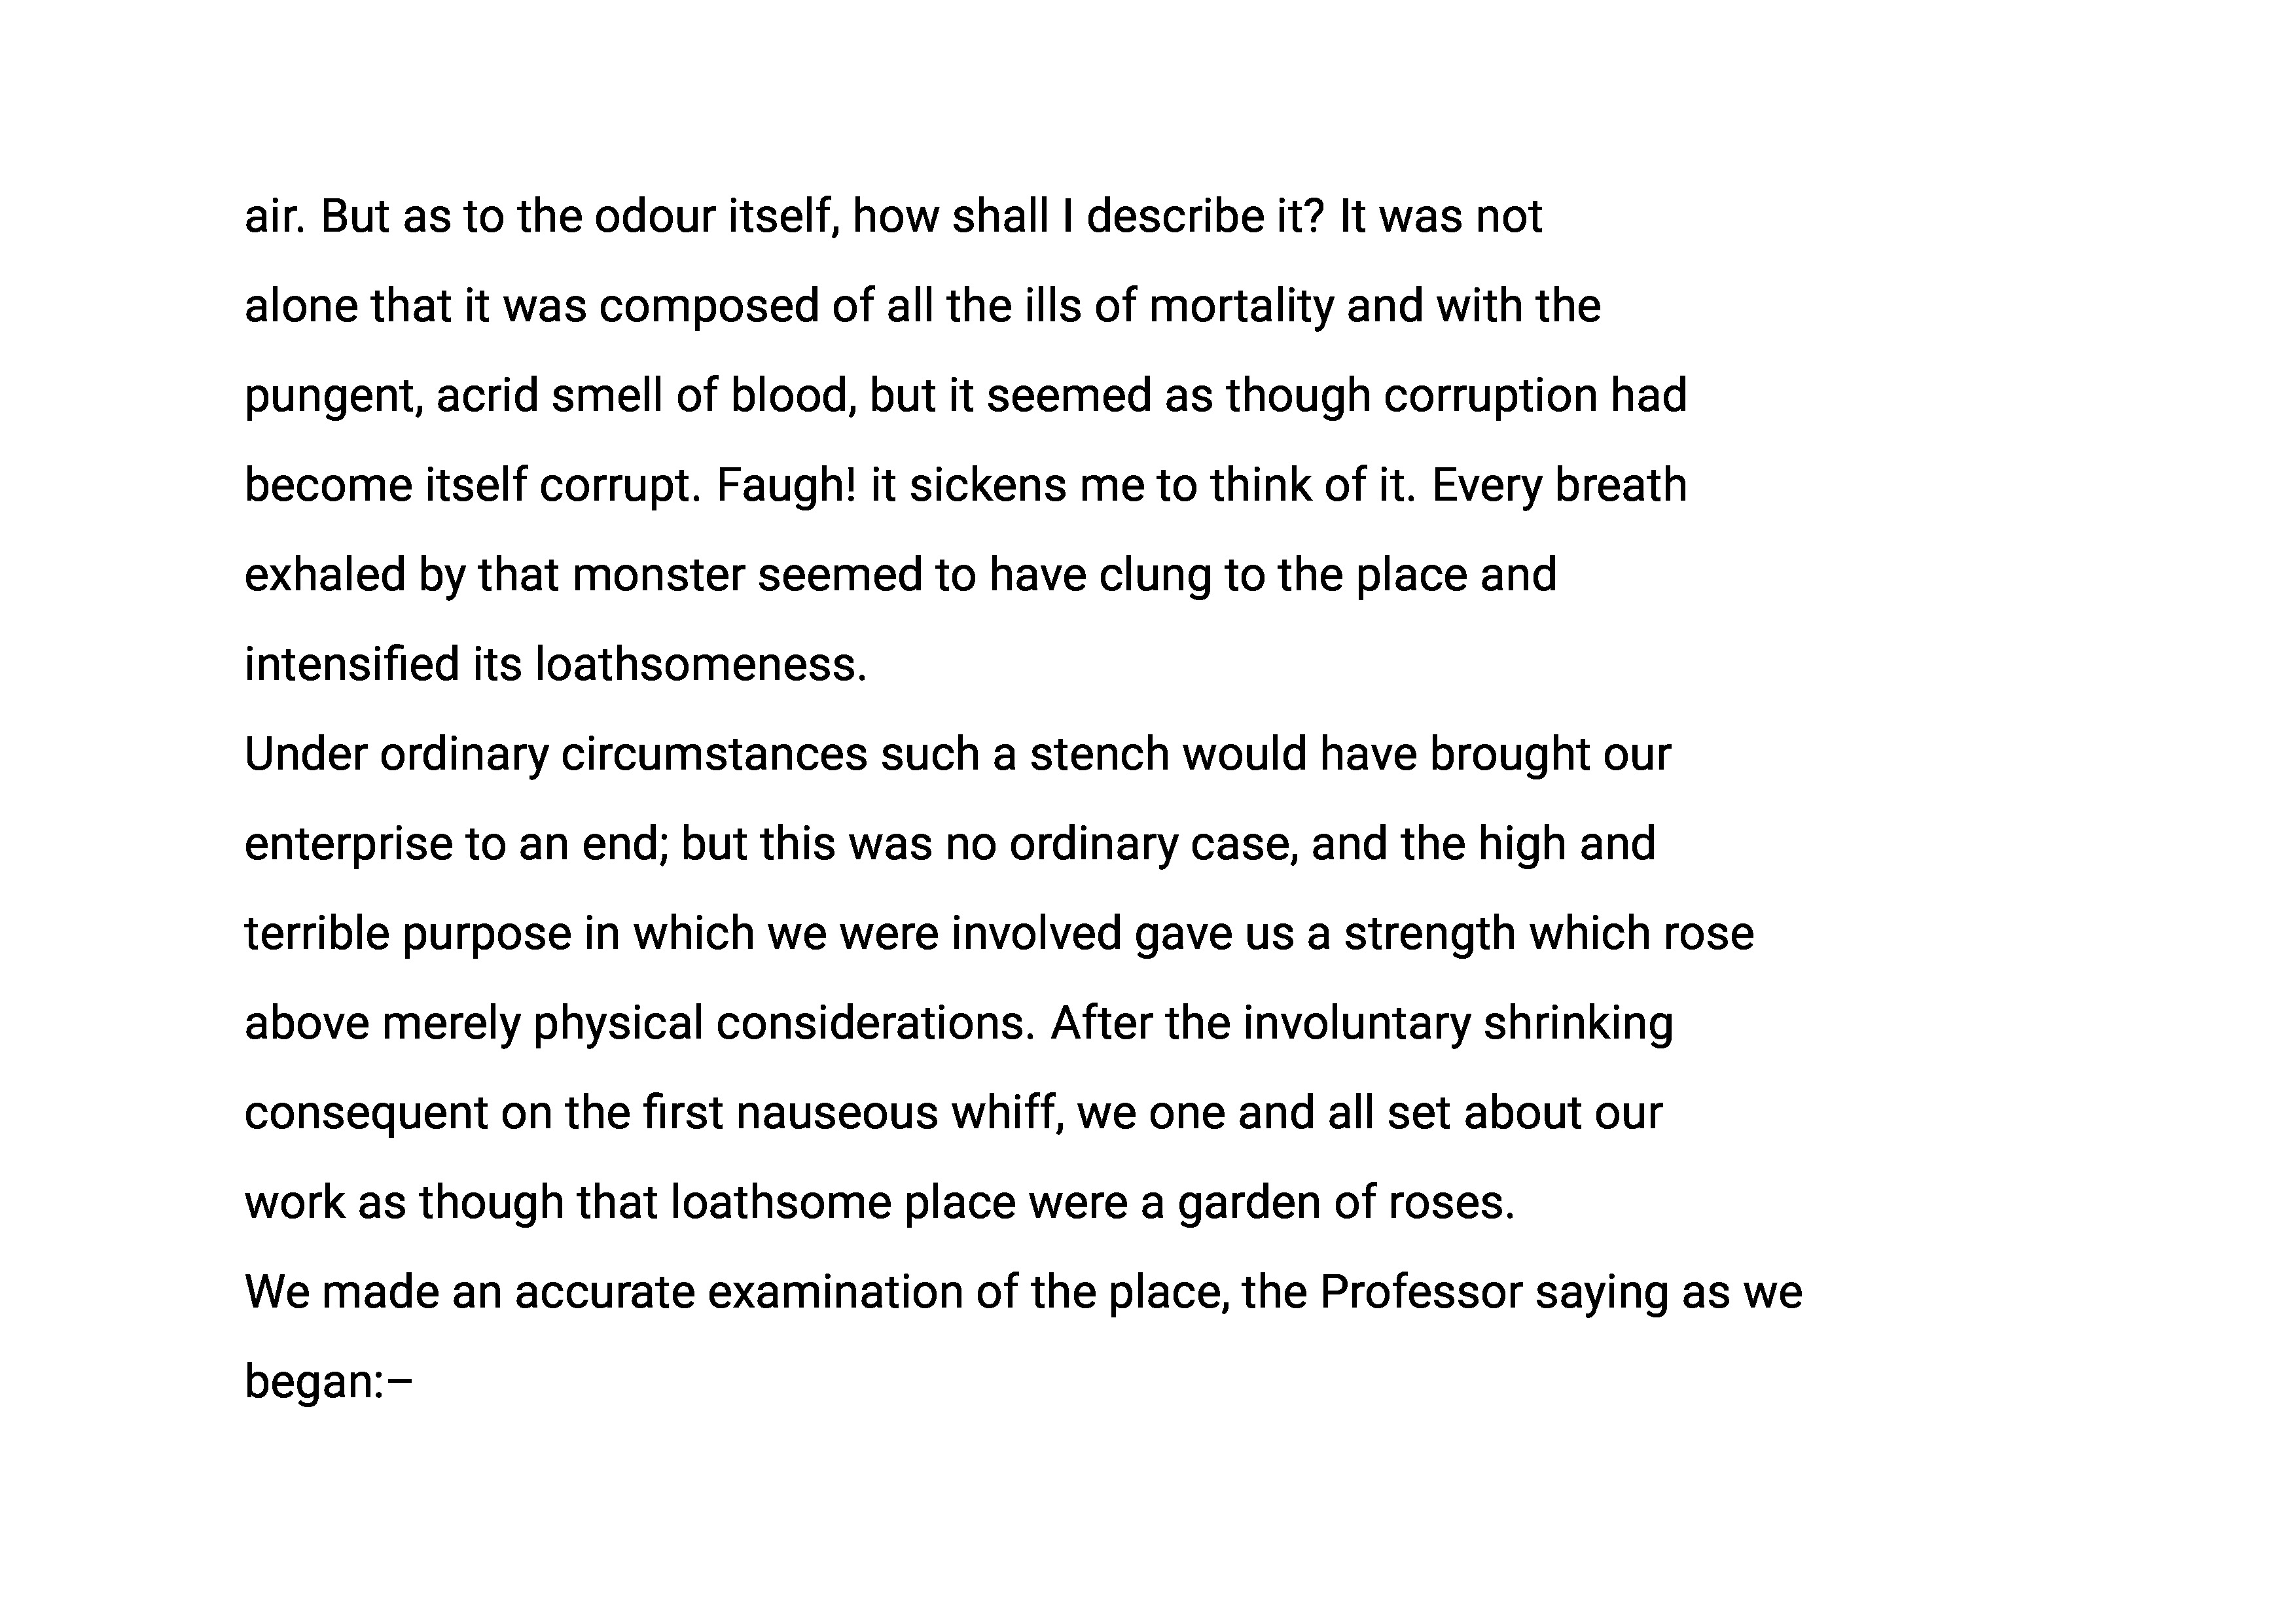 air. But as to the odour itself, how shall I describe it? It was not
alone that it was composed of all the ills of mortality and with the
pungent, acrid smell of blood, but it seemed as though corruption had
become itself corrupt. Faugh! it sickens me to think of it. Every breath
exhaled by that monster seemed to have clung to the place and
intensified its loathsomeness.
Under ordinary circumstances such a stench would have brought our
enterprise to an end; but this was no ordinary case, and the high and
terrible purpose in which we were involved gave us a strength which rose
above merely physical considerations. After the involuntary shrinking
consequent on the first nauseous whiff, we one and all set about our
work as though that loathsome place were a garden of roses.
We made an accurate examination of the place, the Professor saying as we
began:—